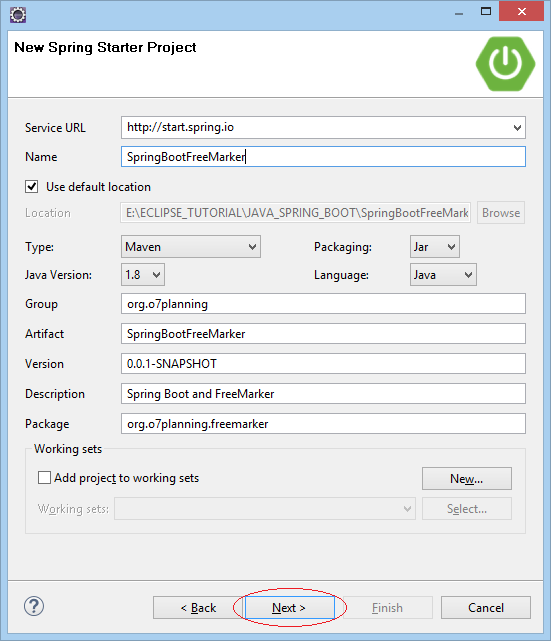 New Spring Starter Project
Service URL http://start.spring.io
Name SpringBootFreeMarker
Use default location
Location E:\ECLIPSE_TUTORIAL\JAVA_SPRING_BOOT\SpringBootFreeMark Browse
Type: Maven Packaging: Jar
Java Version: 1.8 Language: Java
Group org.o7planning
Artifact SpringBootFreeMarker
Version 0.0.1-SNAPSHOT
Description Spring Boot and FreeMarker
Package org.o7planning.freemarker
Working sets
Add project to working sets New...
Working sets: Select...
? < Back Next > Finish Cancel